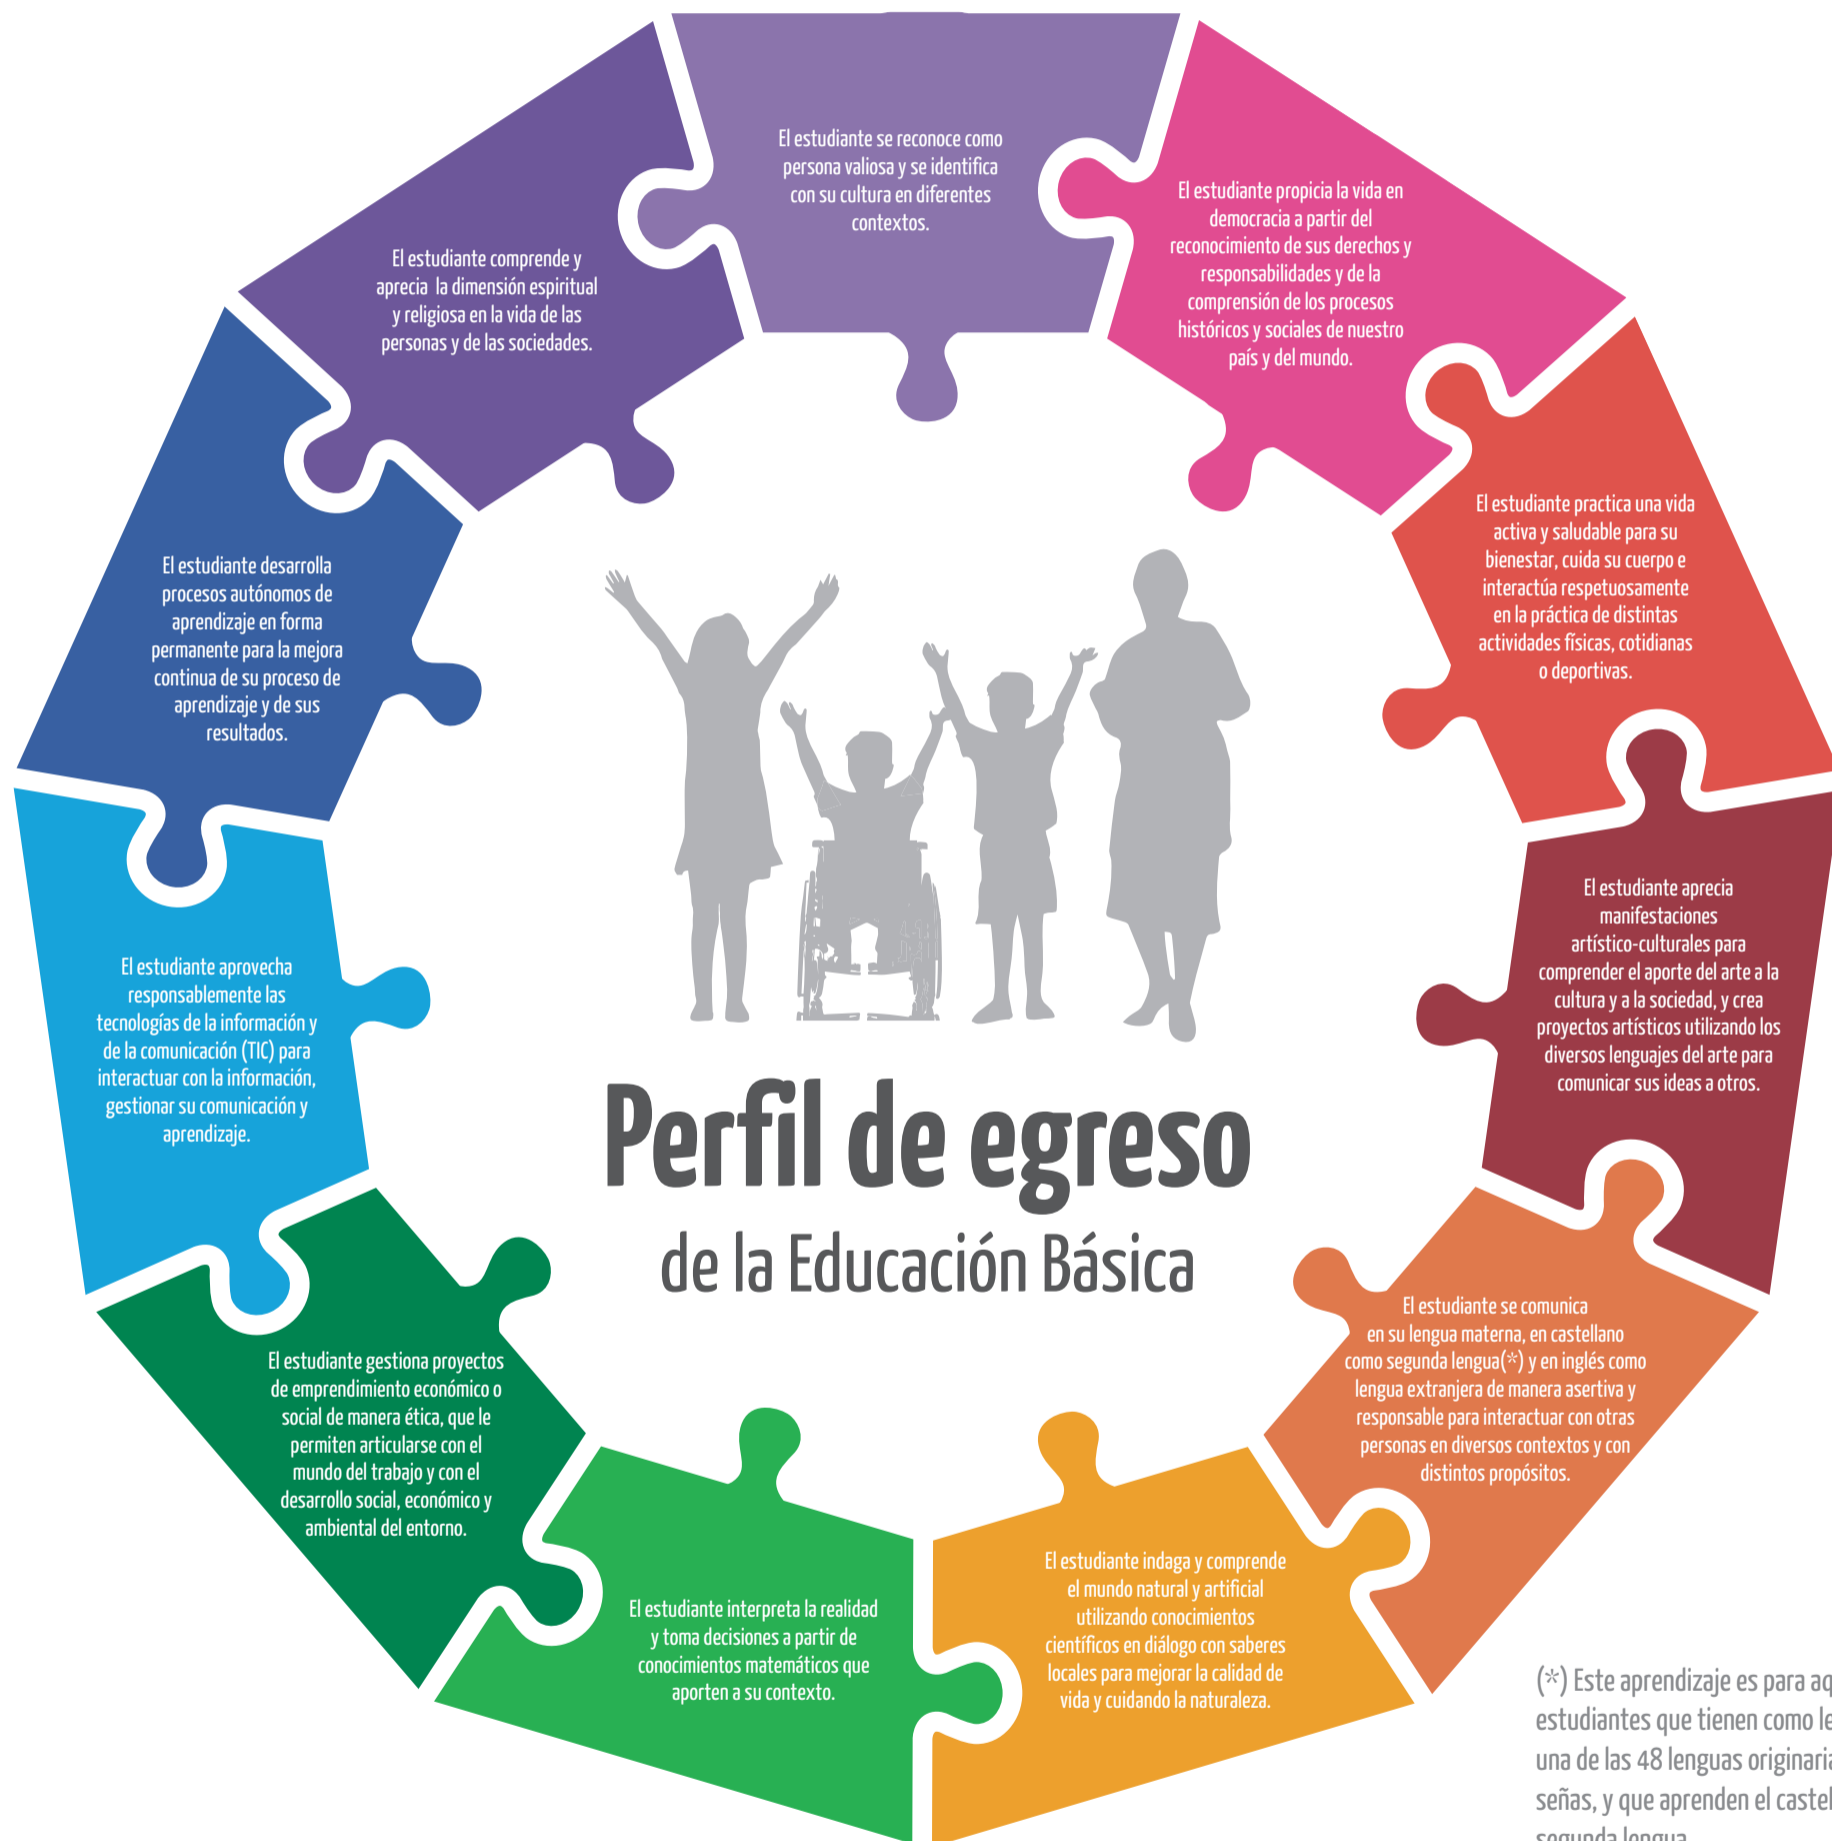 El estudiante se reconoce como
persona valiosa y se identifica
con su cultura en diferentes
contextos.
El estudiante propicia la vida en
democracia a partir del
reconocimiento de sus derechos y
responsabilidades y de la
comprensión de los procesos
históricos y sociales de nuestro
país y del mundo.
El estudiante practica una vida
activa y saludable para su
bienestar, cuida su cuerpo e
interactúa respetuosamente
en la práctica de distintas
actividades físicas, cotidianas
o deportivas.
El estudiante aprecia
manifestaciones
artístico-culturales para
comprender el aporte del arte a la
cultura y a la sociedad, y crea
proyectos artísticos utilizando los
diversos lenguajes del arte para
comunicar sus ideas a otros.
El estudiante se comunica
en su lengua materna, en castellano
como segunda lengua(*) y en inglés como
lengua extranjera de manera asertiva y
responsable para interactuar con otras
personas en diversos contextos y con
distintos propósitos.
El estudiante indaga y comprende
el mundo natural y artificial
utilizando conocimientos
científicos en diálogo con saberes
locales para mejorar la calidad de
vida y cuidando la naturaleza.
El estudiante interpreta la realidad
y toma decisiones a partir de
conocimientos matemáticos que
aporten a su contexto.
El estudiante gestiona proyectos
de emprendimiento económico o
social de manera ética, que le
permiten articularse con el
mundo del trabajo y con el
desarrollo social, económico y
ambiental del entorno.
El estudiante aprovecha
responsablemente las
tecnologías de la información y
de la comunicación (TIC) para
interactuar con la información,
gestionar su comunicación y
aprendizaje.
El estudiante desarrolla
procesos autónomos de
aprendizaje en forma
permanente para la mejora
continua de su proceso de
aprendizaje y de sus
resultados.
El estudiante comprende y
aprecia la dimensión espiritual
y religiosa en la vida de las
personas y de las sociedades.
Perfil de egreso
de la Educación Básica
(*) Este aprendizaje es para
estudiantes que tienen como
una de las 48 lenguas
señas, y que aprenden el
segunda lengua